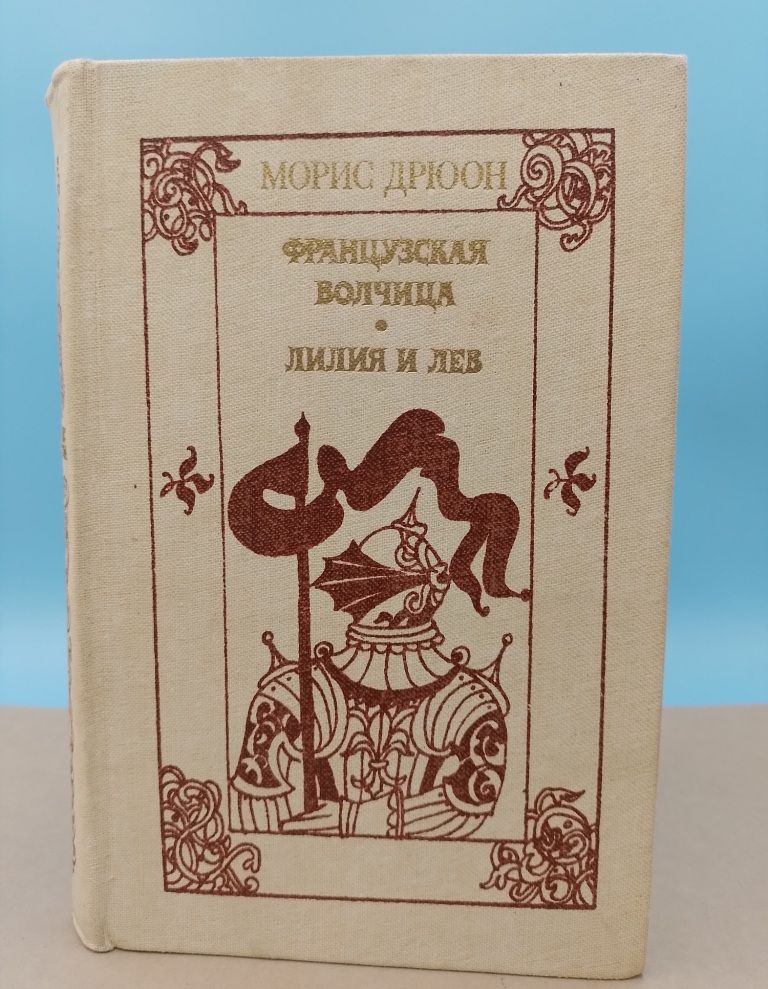 МОРИС ДРЮОН
ФРАНЦУЗСКАЯ
ВОЛЧИЦА
•
ЛИЛИЯ И ЛЕВ